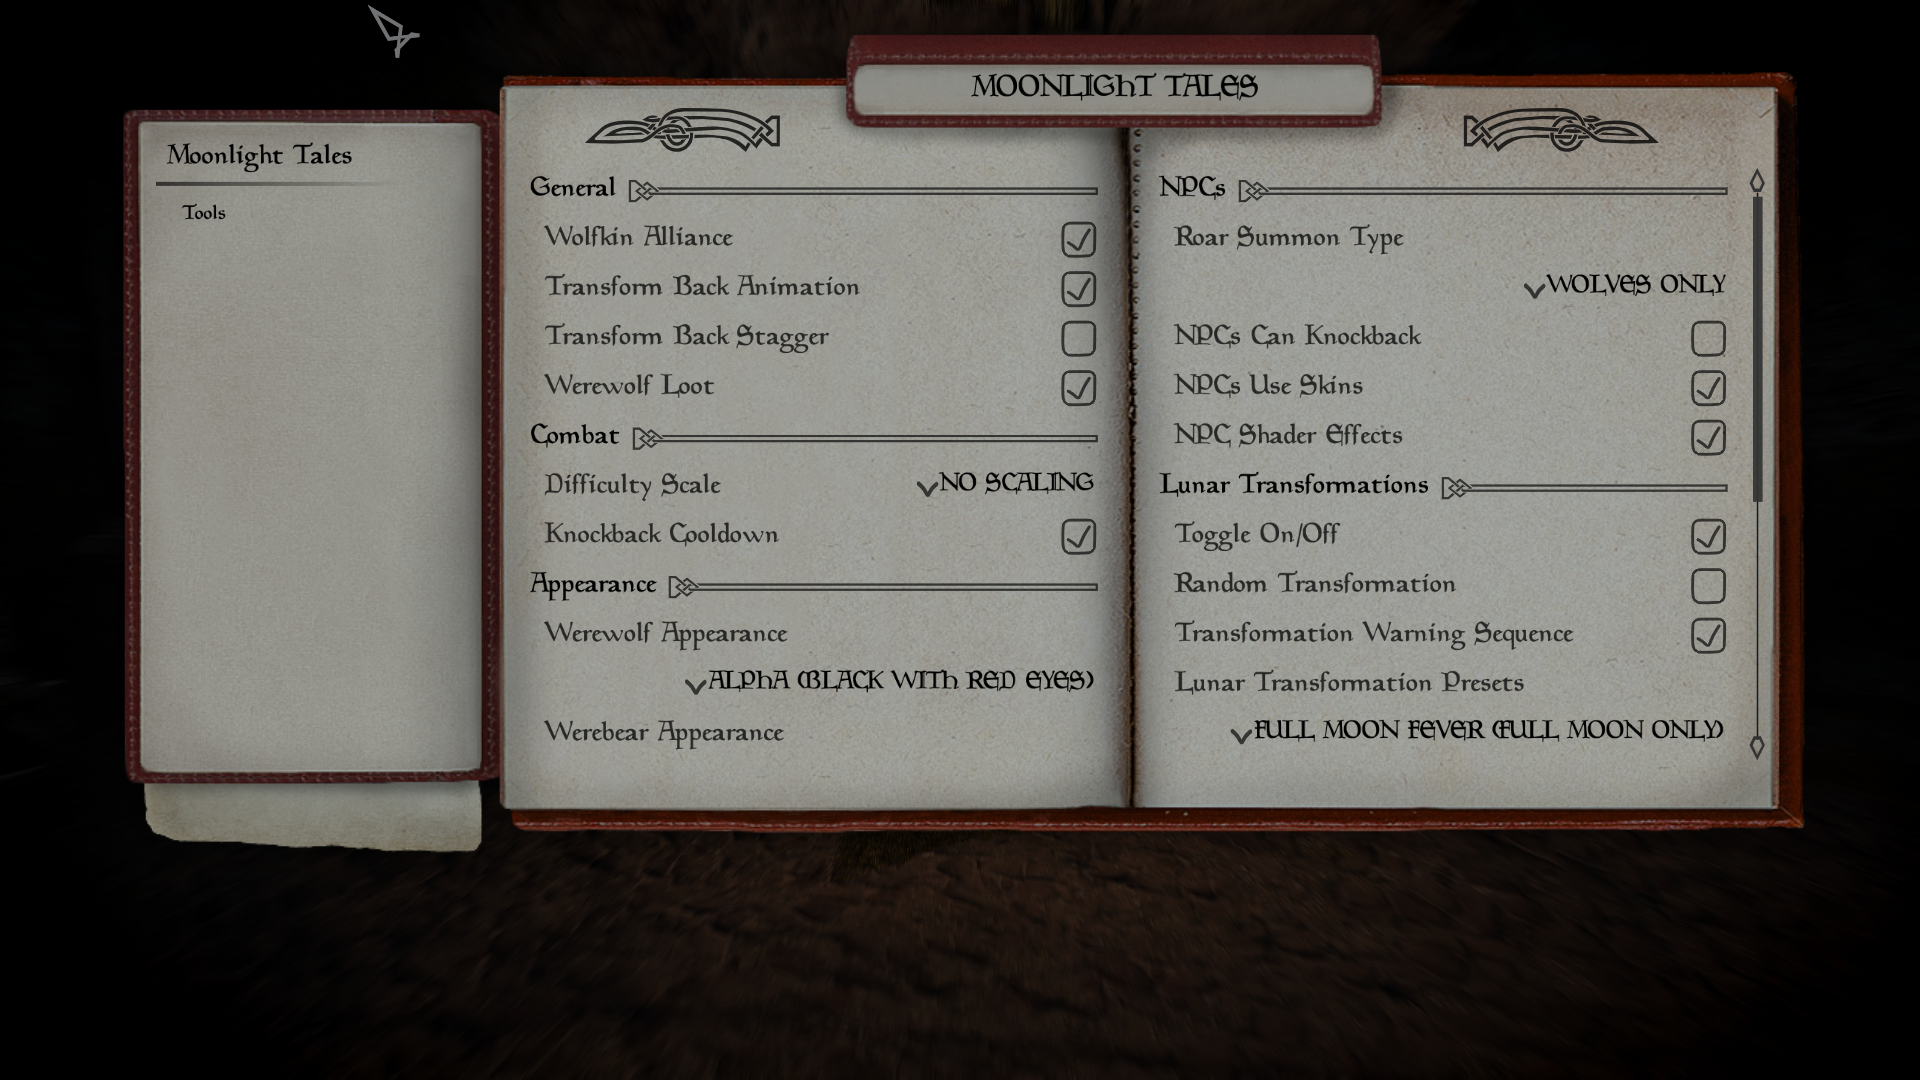 MOONLIGHT TALES
Moonlight Tales
Tools
General
Wolfkin Alliance
Transform Back Animation
Transform Back Stagger
Werewolf Loot
Combat
Difficulty Scale NO SCALING
Knockback Cooldown
Appearance
Werewolf Appearance
ALPHA (BLACK WITH RED EYES)
Werebear Appearance
NPCs
Roar Summon Type
WOLVES ONLY
NPCs Can Knockback
NPCs Use Skins
NPC Shader Effects
Lunar Transformations
Toggle On/Off
Random Transformation
Transformation Warning Sequence
Lunar Transformation Presets
FULL MOON FEVER (FULL MOON ONLY)